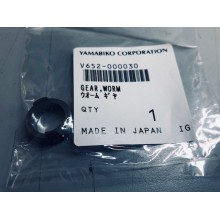 YAMABIKO CORPORATION
V652-000030
GEAR,WORM
ウオーム ギヤ
QTY
1
MADE IN JAPAN IG